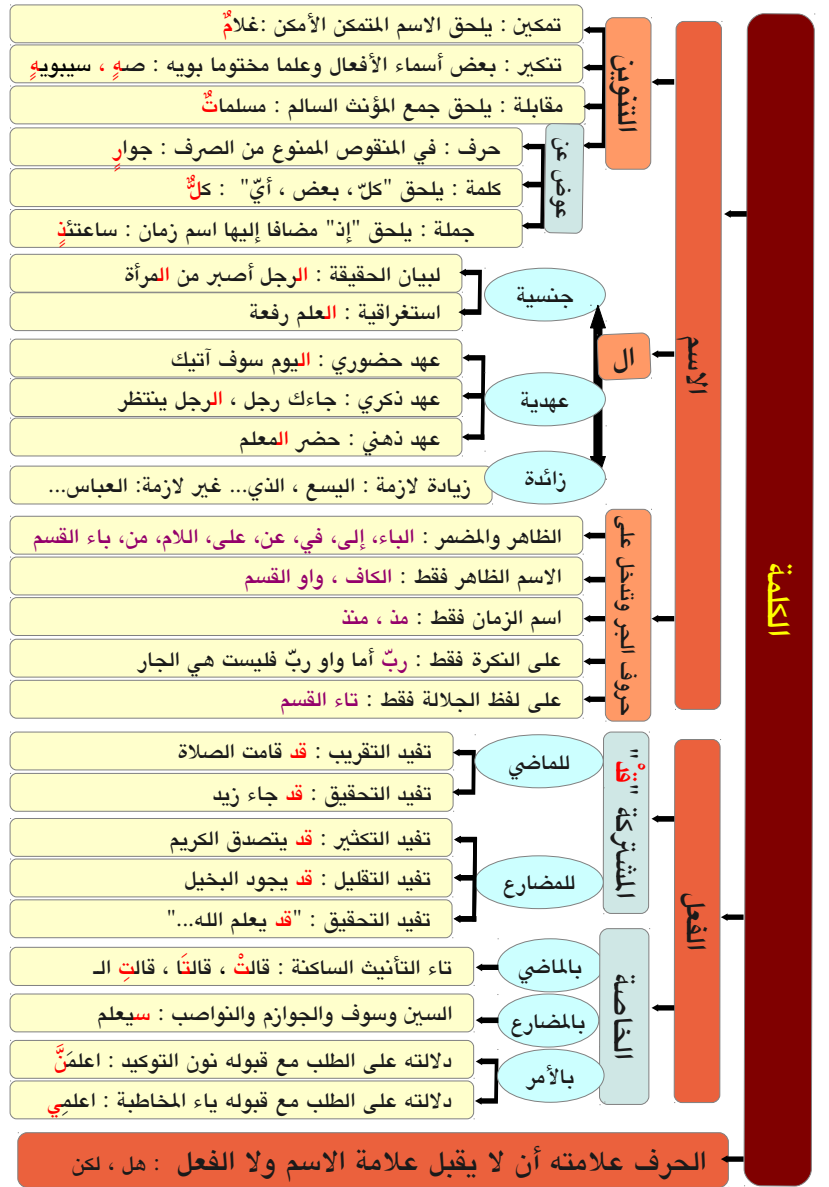 الكلمة
الاسم
التنوين
تمكين : يلحق الاسم المتمكن الأمكن :غلامٌ
تنكير : بعض أسماء الأفعال وعلما مختوما بويه : صهٍ ، سيبويهٍ
مقابلة : يلحق جمع المؤنث السالم : مسلماتٌ
عوض عن
حرف : في المنقوص الممنوع من الصرف : جوارٍ
كلمة : يلحق "كلّ ، بعض ، أيّ" : كلٌّ
جملة : يلحق "إذ" مضافا إليها اسم زمان : ساعتئذٍ
ال
جنسية
لبيان الحقيقة : الرجل أصبر من المرأة
استغراقية : العلم رفعة
عهدية
عهد حضوري : اليوم سوف آتيك
عهد ذكري : جاءك رجل ، الرجل ينتظر
عهد ذهني : حضر المعلم
زائدة
زيادة لازمة : اليسع ، الذي... غير لازمة: العباس...
حروف الجر وتدخل على
الظاهر والمضمر : الباء، إلى، في، عن، على، اللام، من، باء القسم
الاسم الظاهر فقط : الكاف ، واو القسم
اسم الزمان فقط : مذ ، منذ
على النكرة فقط : ربّ أما واو ربّ فليست هي الجار
على لفظ الجلالة فقط : تاء القسم
الفعل
المشتركة "قدْ"
للماضي
تفيد التقريب : قد قامت الصلاة
تفيد التحقيق : قد جاء زيد
للمضارع
تفيد التكثير : قد يتصدق الكريم
تفيد التقليل : قد يجود البخيل
تفيد التحقيق : "قد يعلم الله..."
الخاصة
بالماضي
تاء التأنيث الساكنة : قالتْ ، قالتَا ، قالتِ الـ
بالمضارع
السين وسوف والجوازم والنواصب : سيعلم
بالأمر
دلالته على الطلب مع قبوله نون التوكيد : اعلمَنَّ
دلالته على الطلب مع قبوله ياء المخاطبة : اعلمِي
الحرف علامته أن لا يقبل علامة الاسم ولا الفعل : هل ، لكن